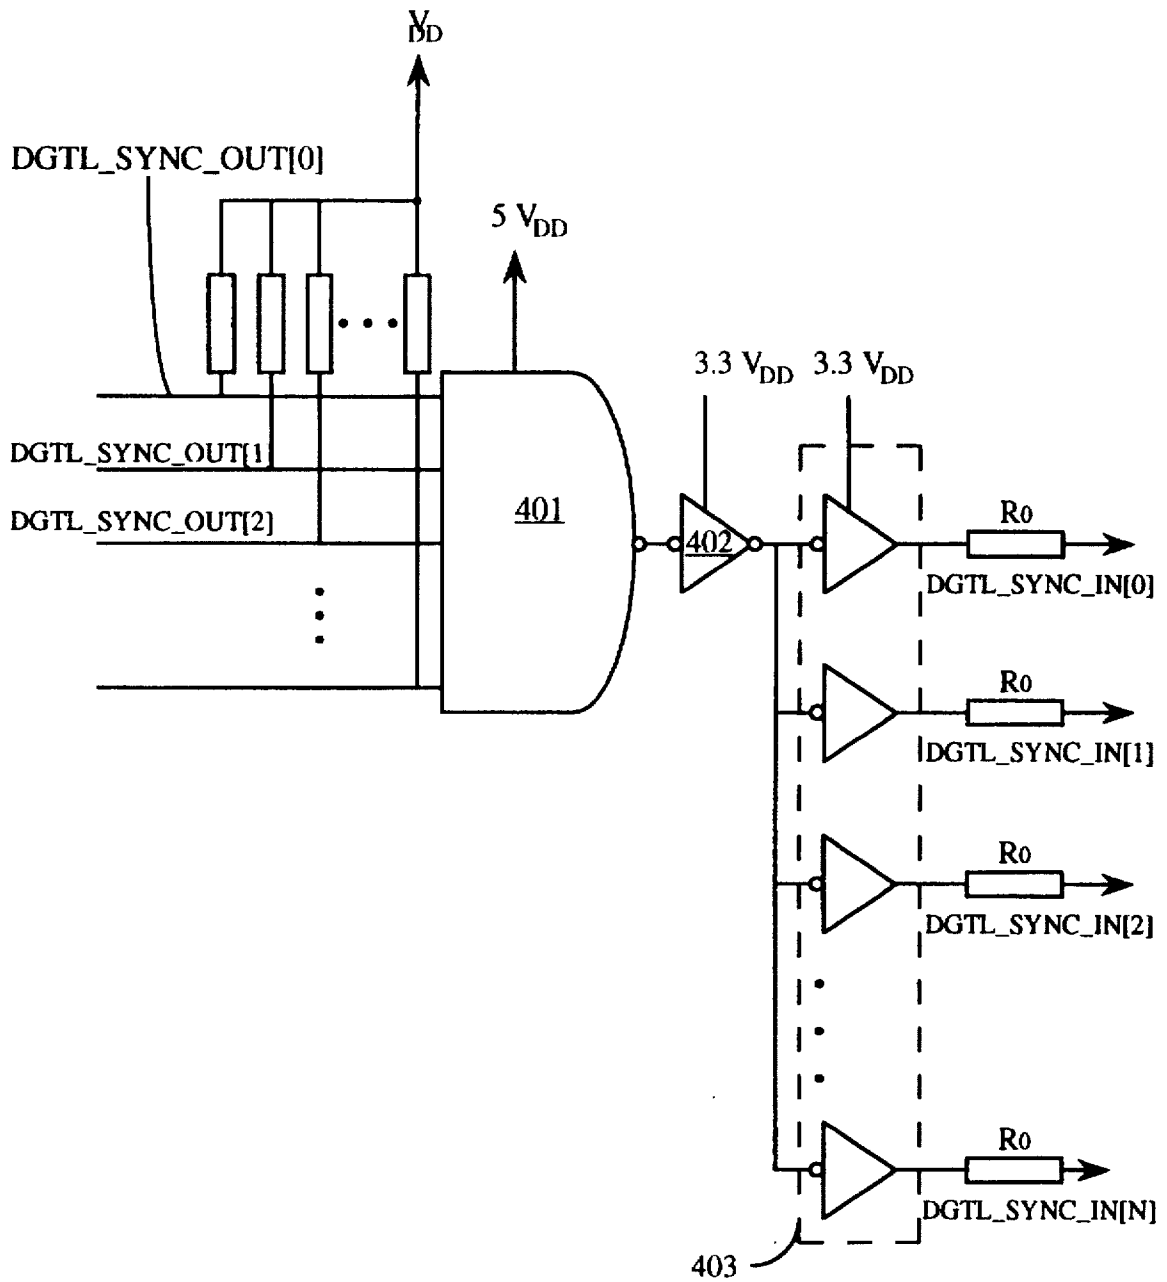 VDD
DGTL_SYNC_OUT[0]
5 VDD
3.3 VDD 3.3 VDD
DGTL_SYNC_OUT[1]
401
DGTL_SYNC_OUT[2]
402
R0
DGTL_SYNC_IN[0]
R0
DGTL_SYNC_IN[1]
R0
DGTL_SYNC_IN[2]
R0
DGTL_SYNC_IN[N]
403